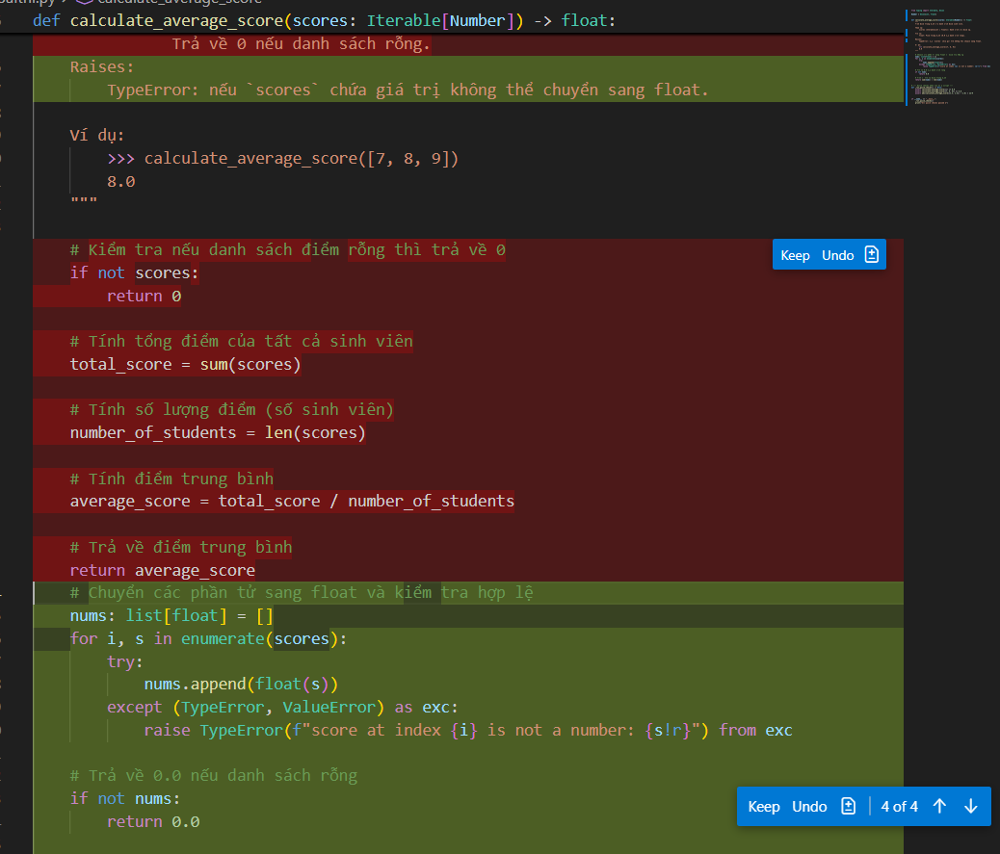 calculate_average_score
def calculate_average_score(scores: Iterable[Number]) -> float:
Trả về 0 nếu danh sách rỗng.
Raises:
TypeError: nếu `scores` chứa giá trị không thể chuyển sang float.
Ví dụ:
>>> calculate_average_score([7, 8, 9])
8.0
"""
# Kiểm tra nếu danh sách điểm rỗng thì trả về 0
Keep Undo
if not scores:
return 0
# Tính tổng điểm của tất cả sinh viên
total_score = sum(scores)
# Tính số lượng điểm (số sinh viên)
number_of_students = len(scores)
# Tính điểm trung bình
average_score = total_score / number_of_students
# Trả về điểm trung bình
return average_score
# Chuyển các phần tử sang float và kiểm tra hợp lệ
nums: list[float] = []
for i, s in enumerate(scores):
try:
nums.append(float(s))
except (TypeError, ValueError) as exc:
raise TypeError(f"score at index {i} is not a number: {s!r}") from exc
# Trả về 0.0 nếu danh sách rỗng
if not nums:
Keep Undo 4 of 4
return 0.0